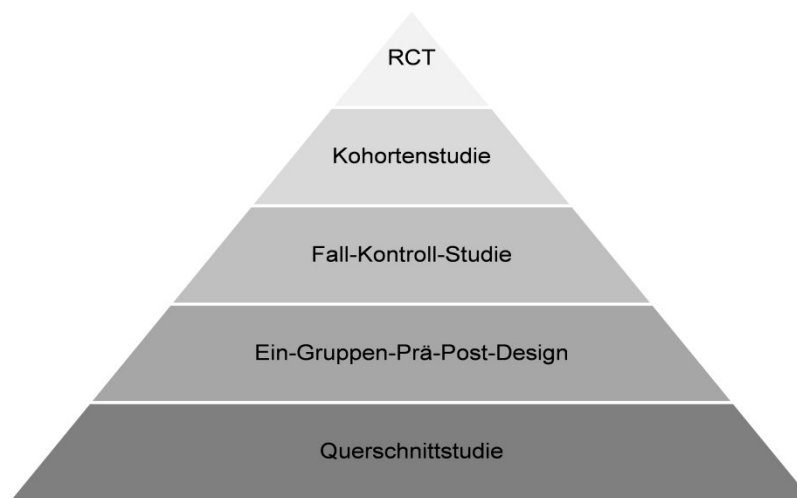 RCT
Kohortenstudie
Fall-Kontroll-Studie
Ein-Gruppen-Prä-Post-Design
Querschnittstudie